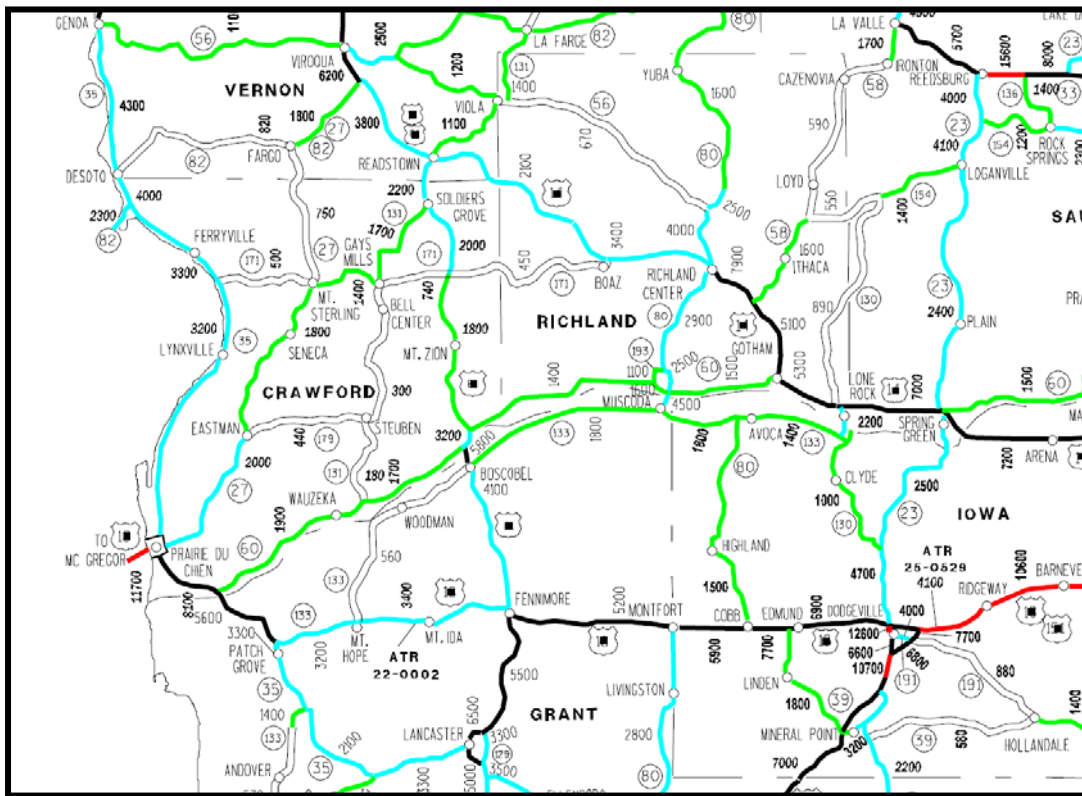 GENOA
56
2500
LA FARGE
82
80
LA VALLE
5700
VIROQUA
6200
1200
131
1400
YUBA
1600
CAZENOVIA
1700
58
IRONTON
REEDSBURG
15600
8000
23
35
4300
VERNON
1800
820
27
82
3800
VIOLA
1100
56
670
590
4000
136
1400
33
23
154
1200
ROCK
SPRINGS
82
FARGO
READSTOWN
2100
80
4100
LOGANVILLE
DESOTO
4000
2200
SOLDIERS
GROVE
LOYD
550
154
1400
2300
82
750
131
1700
2000
2500
4000
58
1600
ITHACA
FERRYVILLE
171
500
27
GAYS
MILLS
171
450
3400
BOAZ
171
RICHLAND
CENTER
7900
130
890
3300
MT.
STERLING
1400
BELL
CENTER
740
RICHLAND
80
2900
5100
GOTHAM
23
2400
PLAIN
3200
35
LYNXVILLE
1800
SENECA
MT. ZION
1800
193
1100
2500
60
1500
5300
CRAWFORD
300
1400
1600
MUSCODA
4500
LONE
ROCK
7000
1500
60
EASTMAN
440
179
STEUBEN
3200
5800
133
1800
1800
AVOCA
1400
133
2200
SPRING
GREEN
7200
ARENA
2000
27
131
180
1700
BOSCOBEL
4100
80
CLYDE
1000
130
2500
23
IOWA
WAUZEKA
1900
WOODMAN
TO
MC GREGOR
PRAIRIE DU
CHIEN
60
560
HIGHLAND
ATR
25-0529
4100
10600
BARNEVE
RIDGEWAY
11700
8100
5600
133
3400
1500
4700
133
FENNIMORE
5200
MONTFORT
COBB
EDMUND
6900
DODGEVILLE
4000
7700
3300
PATCH
GROVE
3200
MT.
HOPE
MT. IDA
ATR
22-0002
5900
7700
12800
6600
10700
6800
880
191
191
35
5500
LIVINGSTON
LINDEN
1800
39
1400
133
6500
GRANT
2100
LANCASTER
3300
129
3500
2800
MINERAL POINT
3200
39
560
HOLLANDALE
1400
ANDOVER
35
3300
5000
80
7000
2200